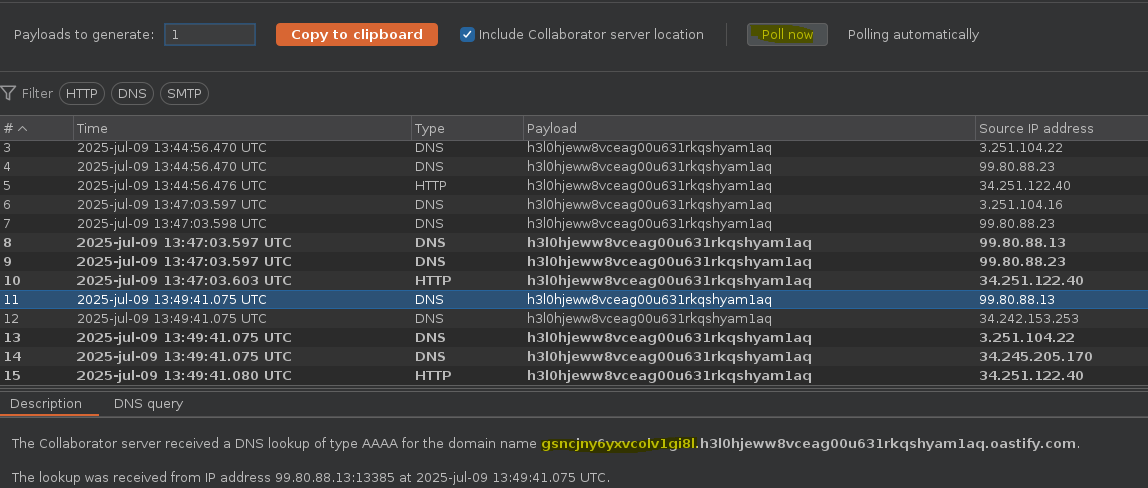 Payloads to generate: 1 Copy to clipboard Include Collaborator server location Poll now Polling automatically
Filter HTTP DNS SMTP
# Time Type Payload Source IP address
3 2025-jul-09 13:44:56.470 UTC DNS h3l0hjeww8vceag00u631rkqshyam1aq 3.251.104.22
4 2025-jul-09 13:44:56.470 UTC DNS h3l0hjeww8vceag00u631rkqshyam1aq 99.80.88.23
5 2025-jul-09 13:44:56.476 UTC HTTP h3l0hjeww8vceag00u631rkqshyam1aq 34.251.122.40
6 2025-jul-09 13:47:03.597 UTC DNS h3l0hjeww8vceag00u631rkqshyam1aq 3.251.104.16
7 2025-jul-09 13:47:03.598 UTC DNS h3l0hjeww8vceag00u631rkqshyam1aq 99.80.88.23
8 2025-jul-09 13:47:03.597 UTC DNS h3l0hjeww8vceag00u631rkqshyam1aq 99.80.88.13
9 2025-jul-09 13:47:03.597 UTC DNS h3l0hjeww8vceag00u631rkqshyam1aq 99.80.88.23
10 2025-jul-09 13:47:03.603 UTC HTTP h3l0hjeww8vceag00u631rkqshyam1aq 34.251.122.40
11 2025-jul-09 13:49:41.075 UTC DNS h3l0hjeww8vceag00u631rkqshyam1aq 99.80.88.13
12 2025-jul-09 13:49:41.075 UTC DNS h3l0hjeww8vceag00u631rkqshyam1aq 34.242.153.253
13 2025-jul-09 13:49:41.075 UTC DNS h3l0hjeww8vceag00u631rkqshyam1aq 3.251.104.22
14 2025-jul-09 13:49:41.075 UTC DNS h3l0hjeww8vceag00u631rkqshyam1aq 34.245.205.170
15 2025-jul-09 13:49:41.080 UTC HTTP h3l0hjeww8vceag00u631rkqshyam1aq 34.251.122.40
Description DNS query
The Collaborator server received a DNS lookup of type AAAA for the domain name gsncjny6yxvcolv1gi8l.h3l0hjeww8vceag00u631rkqshyam1aq.oastify.com.
The lookup was received from IP address 99.80.88.13:13385 at 2025-jul-09 13:49:41.075 UTC.